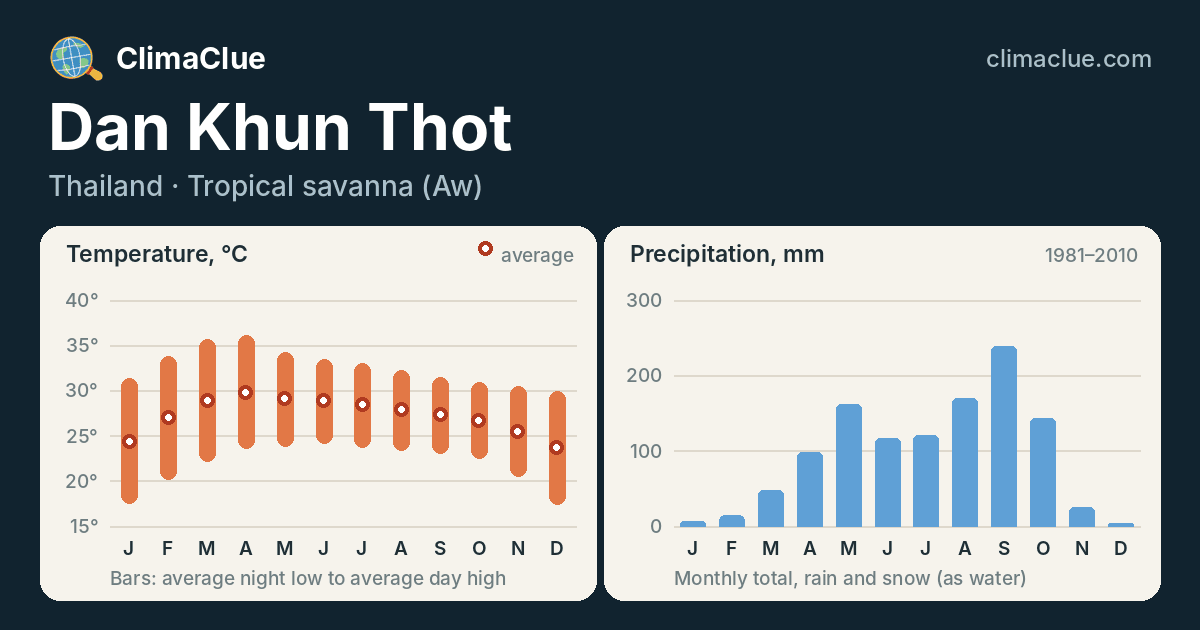 ClimaClue
climaclue.com
Dan Khun Thot
Thailand · Tropical savanna (Aw)
Temperature, °C
average
40°
35°
30°
25°
20°
15°
J F M A M J J A S O N D
Bars: average night low to average day high
Precipitation, mm
1981–2010
300
200
100
0
J F M A M J J A S O N D
Monthly total, rain and snow (as water)